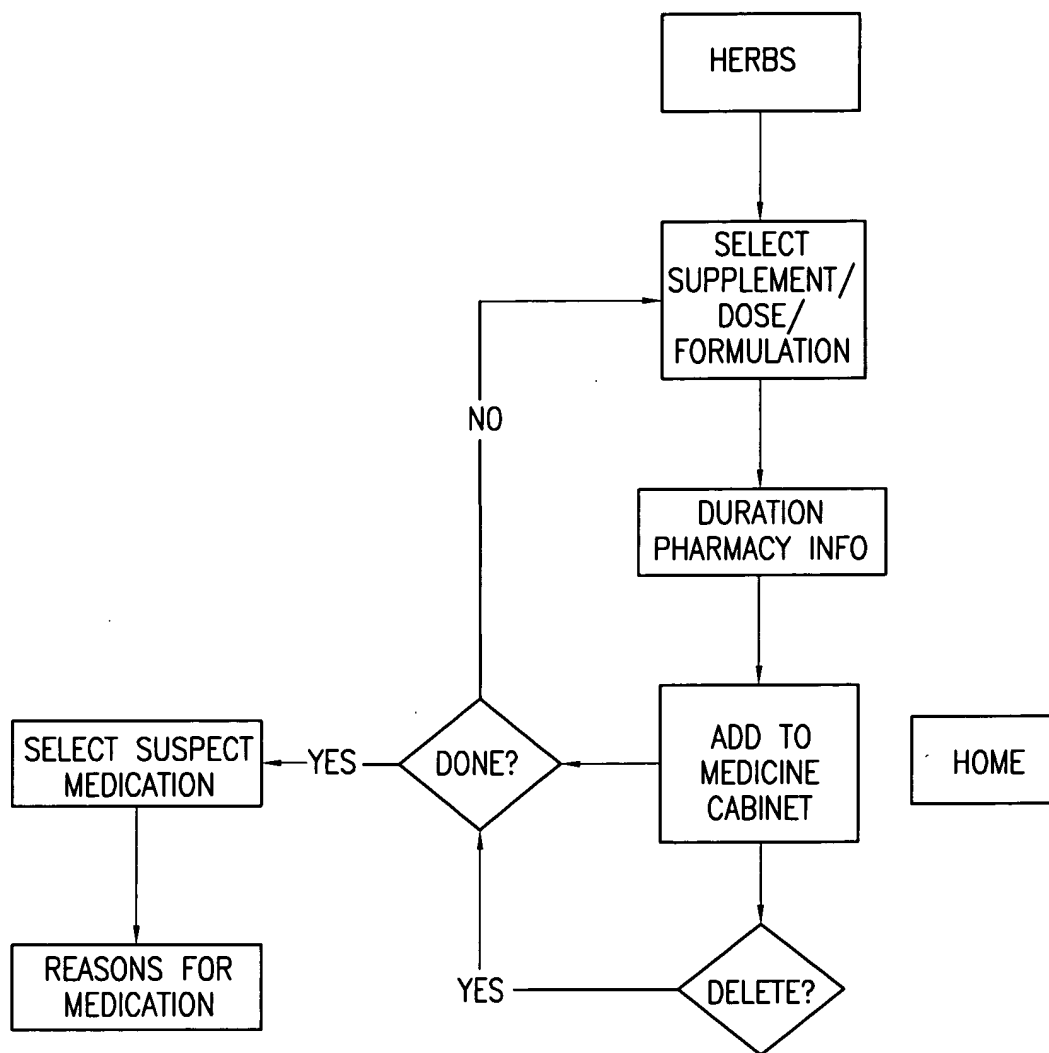 HERBS
SELECT
SUPPLEMENT/
DOSE/
FORMULATION
NO
DURATION
PHARMACY INFO
SELECT SUSPECT
MEDICATION
YES
DONE?
ADD TO
MEDICINE
CABINET
HOME
REASONS FOR
MEDICATION
YES
DELETE?